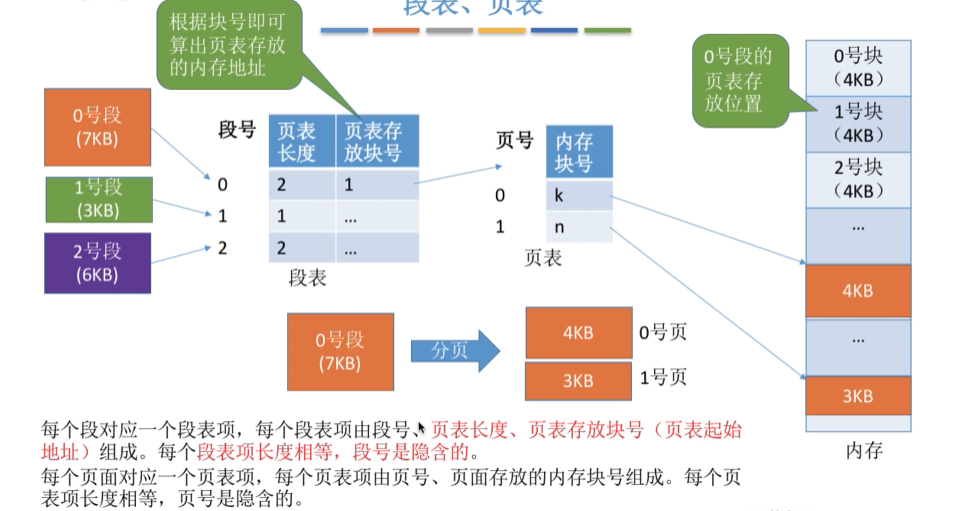 段表、页表
根据块号即可
算出页表存放
的内存地址
0号段
(7KB)
1号段
(3KB)
2号段
(6KB)
段号
页表
长度
页表存
放块号
0
2
1
1
1
...
2
2
...
段表
页号
内存
块号
0
k
1
n
页表
0号段的
页表存
放位置
0号块
（4KB）
1号块
（4KB）
2号块
（4KB）
...
4KB
...
3KB
内存
0号段
(7KB)
分页
4KB
0号页
3KB
1号页
每个段对应一个段表项，每个段表项由段号、页表长度、页表存放块号（页表起始
地址）组成。每个段表项长度相等，段号是隐含的。
每个页面对应一个页表项，每个页表项由页号、页面存放的内存块号组成。每个页
表项长度相等，页号是隐含的。